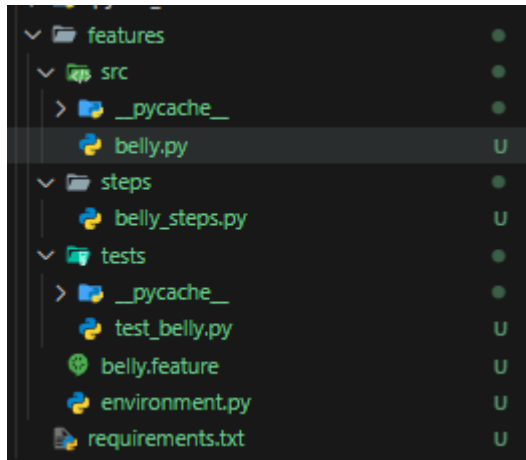 features
src
__pycache__
belly.py U
steps
belly_steps.py U
tests
__pycache__
test_belly.py U
belly.feature U
environment.py U
requirements.txt U